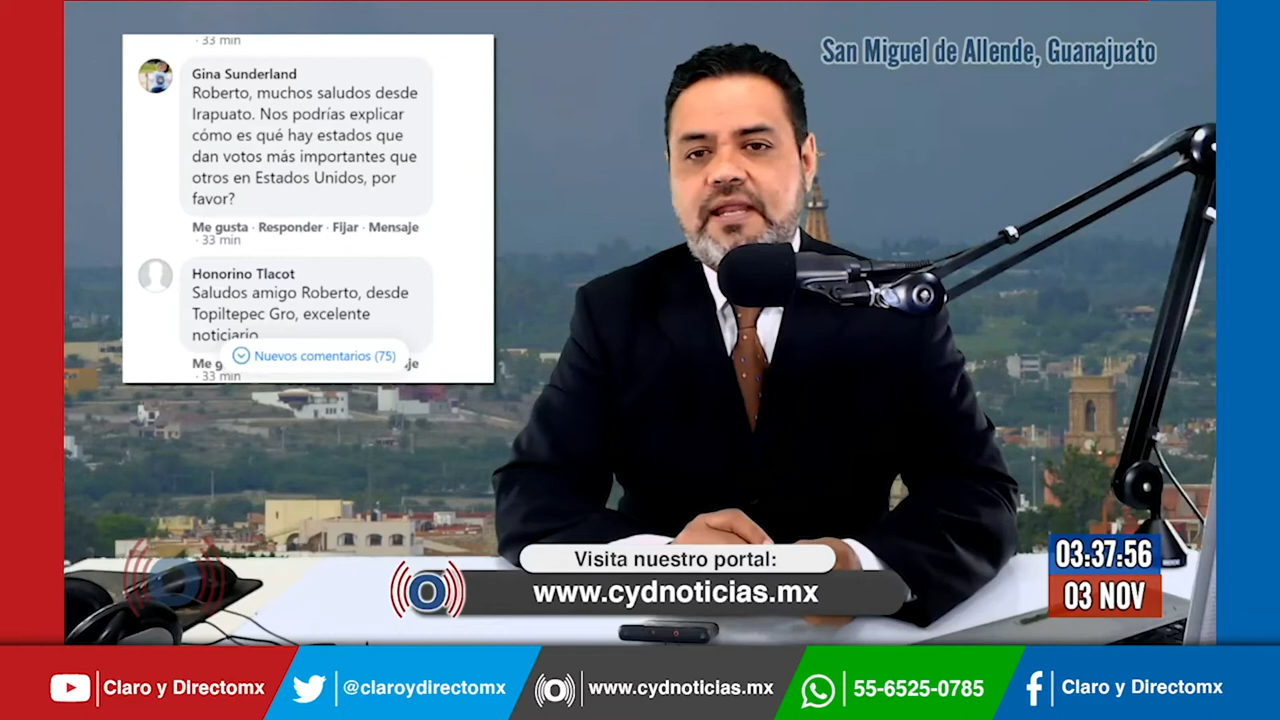 · 33 min
Gina Sunderland
Roberto, muchos saludos desde
Irapuato. Nos podrías explicar
cómo es qué hay estados que
dan votos más importantes que
otros en Estados Unidos, por
favor?
Me gusta · Responder · Fijar · Mensaje
· 33 min
Honorino Tlacot
Saludos amigo Roberto, desde
Topiltepec Gro, excelente
noticiario
Nuevos comentarios (75)
· 33 min
San Miguel de Allende, Guanajuato
Visita nuestro portal:
www.cydnoticias.mx
03:37:56
03 NOV
Claro y Directomx
@claroydirectomx
www.cydnoticias.mx
55-6525-0785
Claro y Directomx